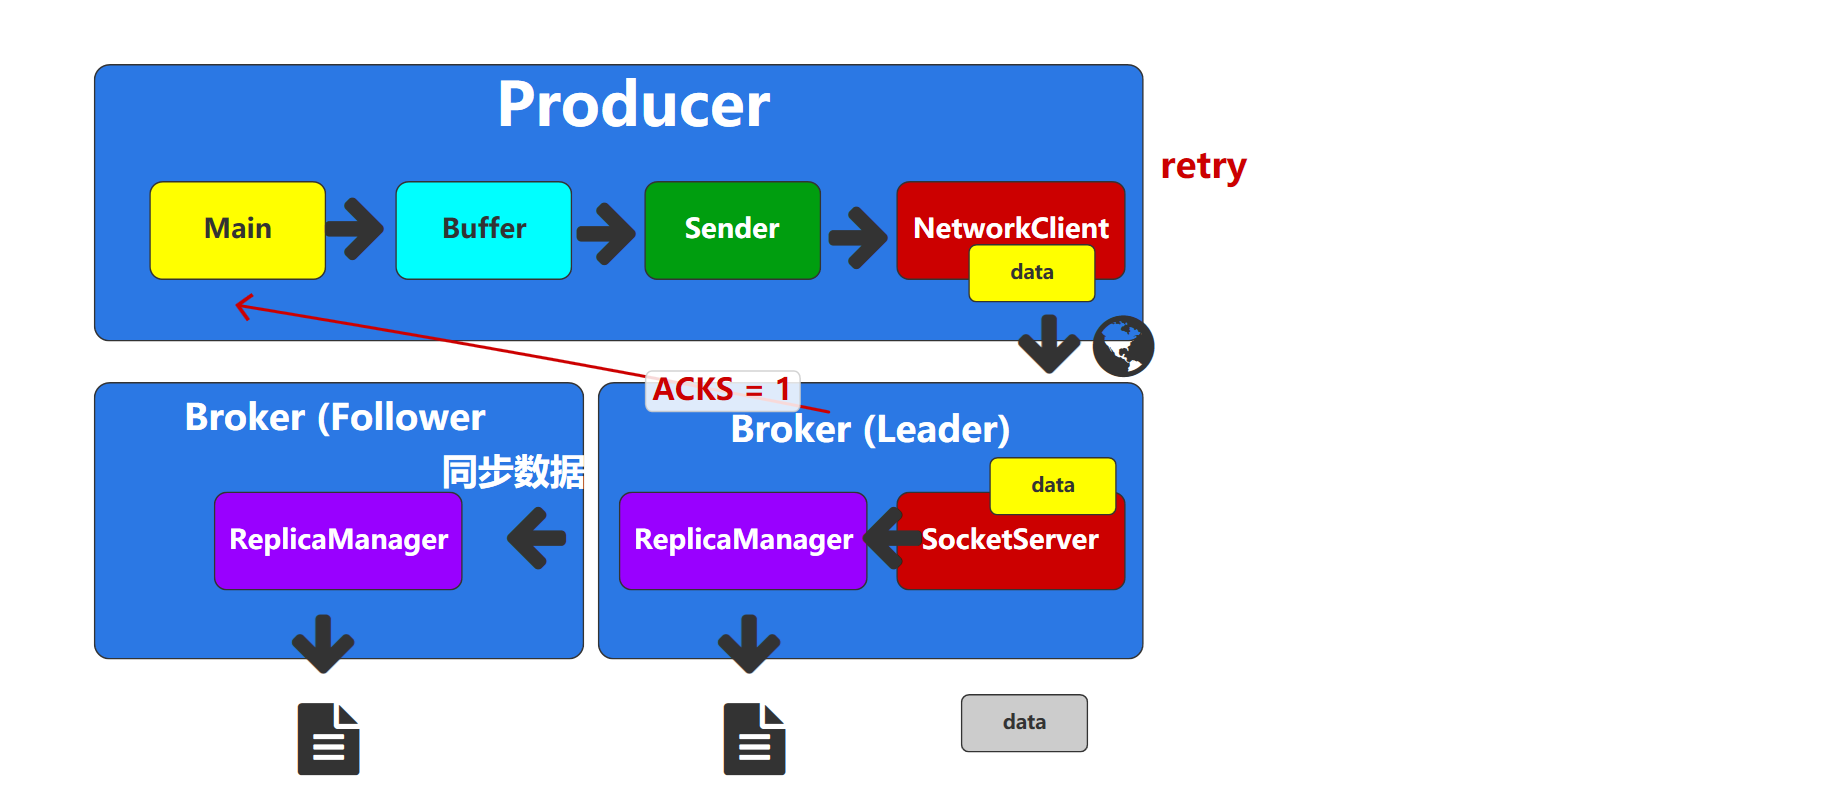 Producer
retry
Main
Buffer
Sender
NetworkClient
data
ACKS = 1
Broker (Follower
Broker (Leader)
同步数据
data
ReplicaManager
ReplicaManager
SocketServer
data